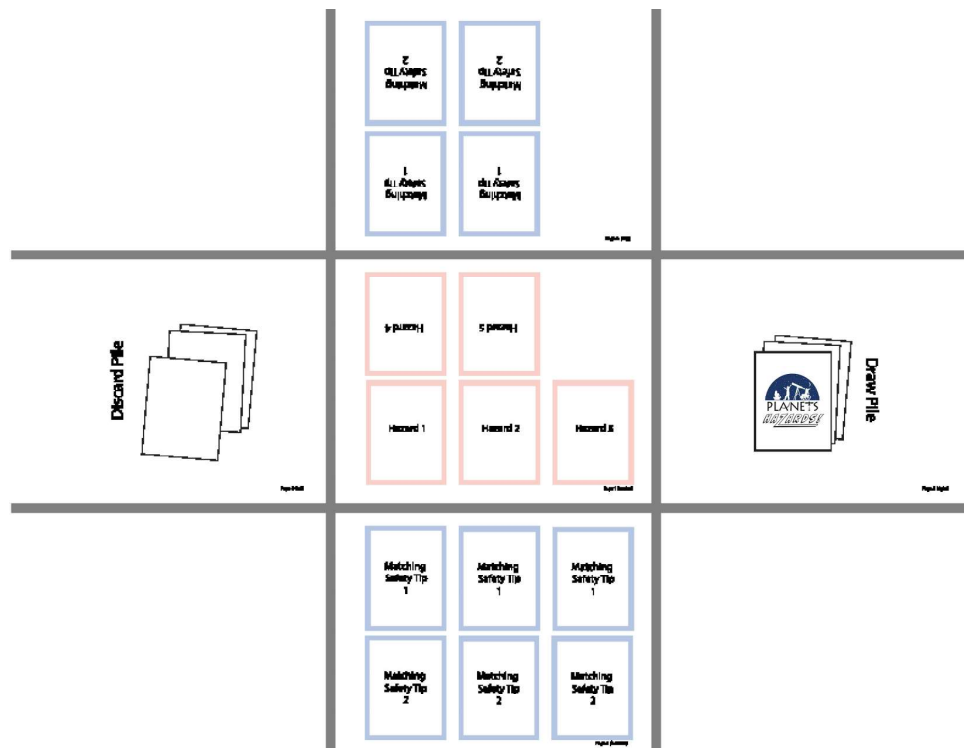 2
Safety Tip
Matching
2
Safety Tip
Matching
1
Safety Tip
Matching
1
Safety Tip
Matching
Discard Pile
Hazard 4
Hazard 5
Hazard 1
Hazard 2
Hazard 3
PLANETS
HAZARDS!
Draw Pile
Matching
Safety Tip
1
Matching
Safety Tip
1
Matching
Safety Tip
1
Matching
Safety Tip
2
Matching
Safety Tip
2
Matching
Safety Tip
2